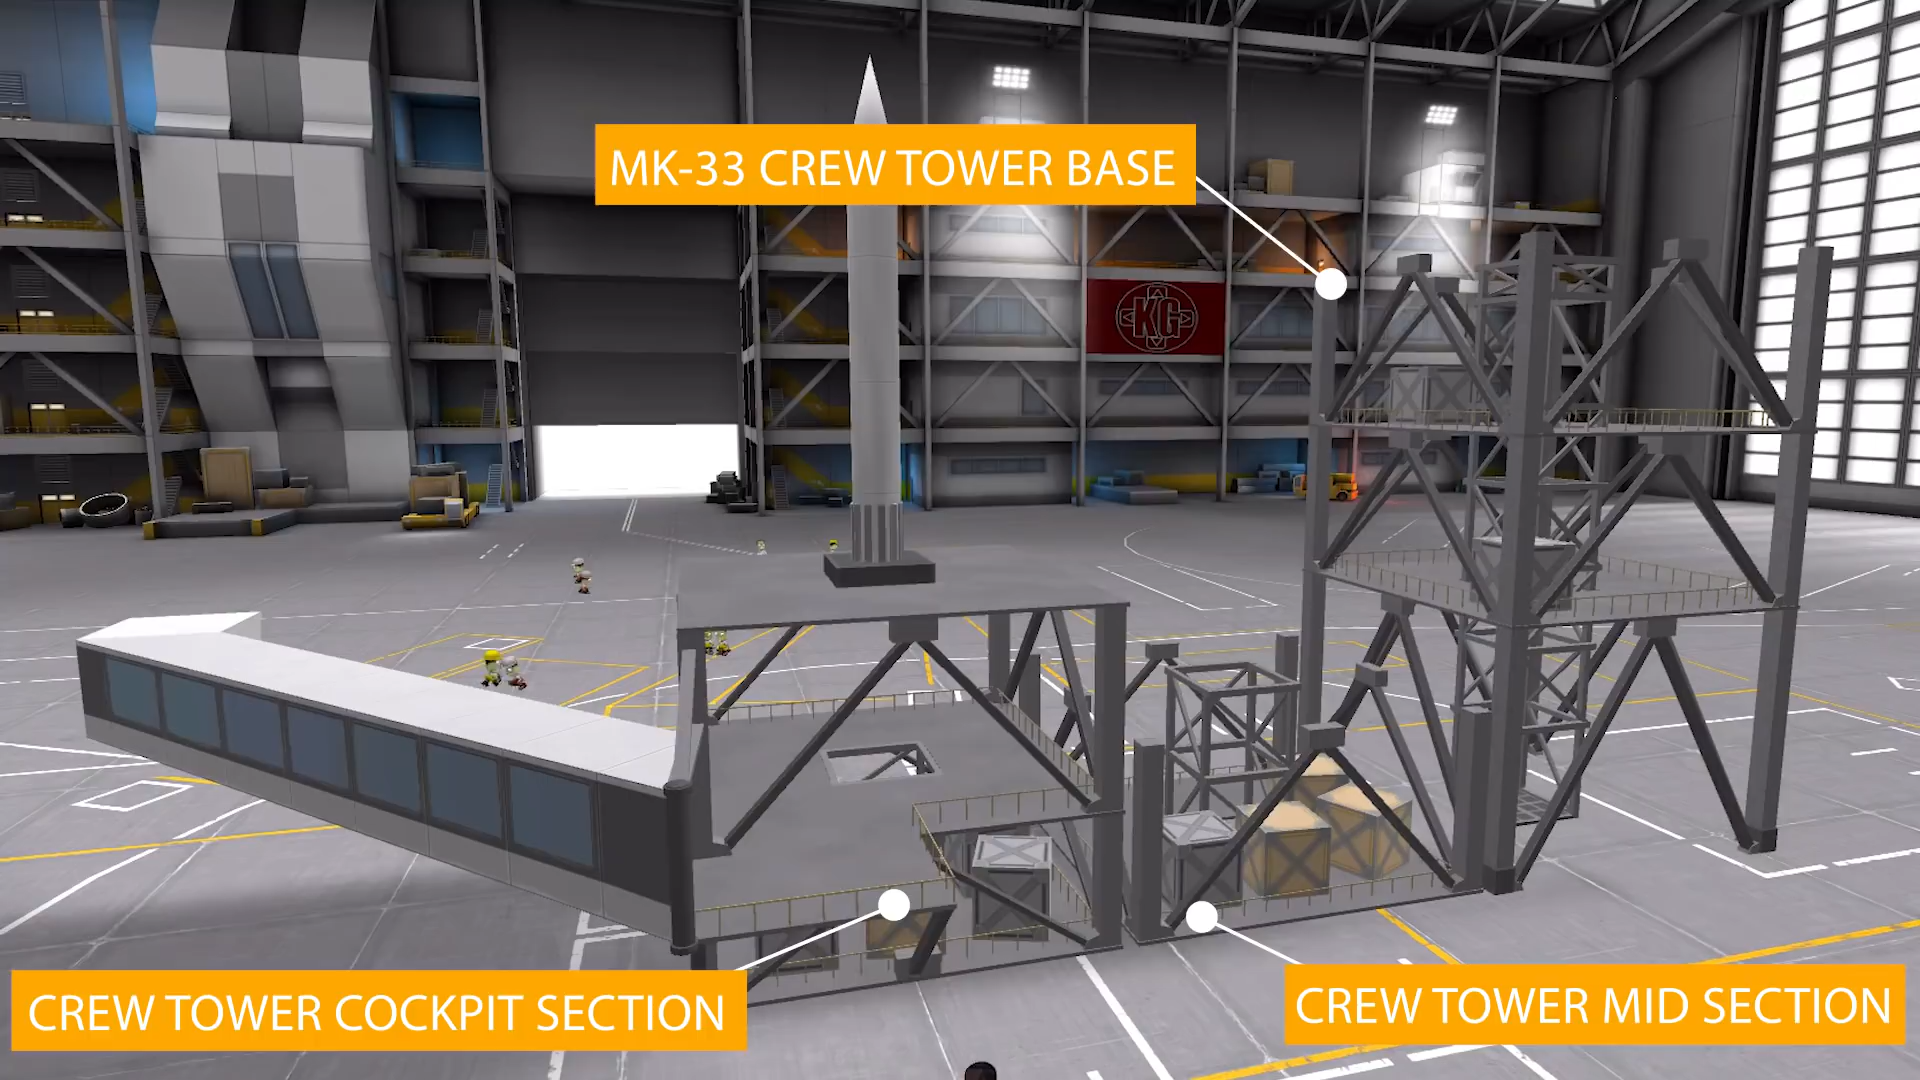 MK-33 CREW TOWER BASE
KG
CREW TOWER COCKPIT SECTION
CREW TOWER MID SECTION